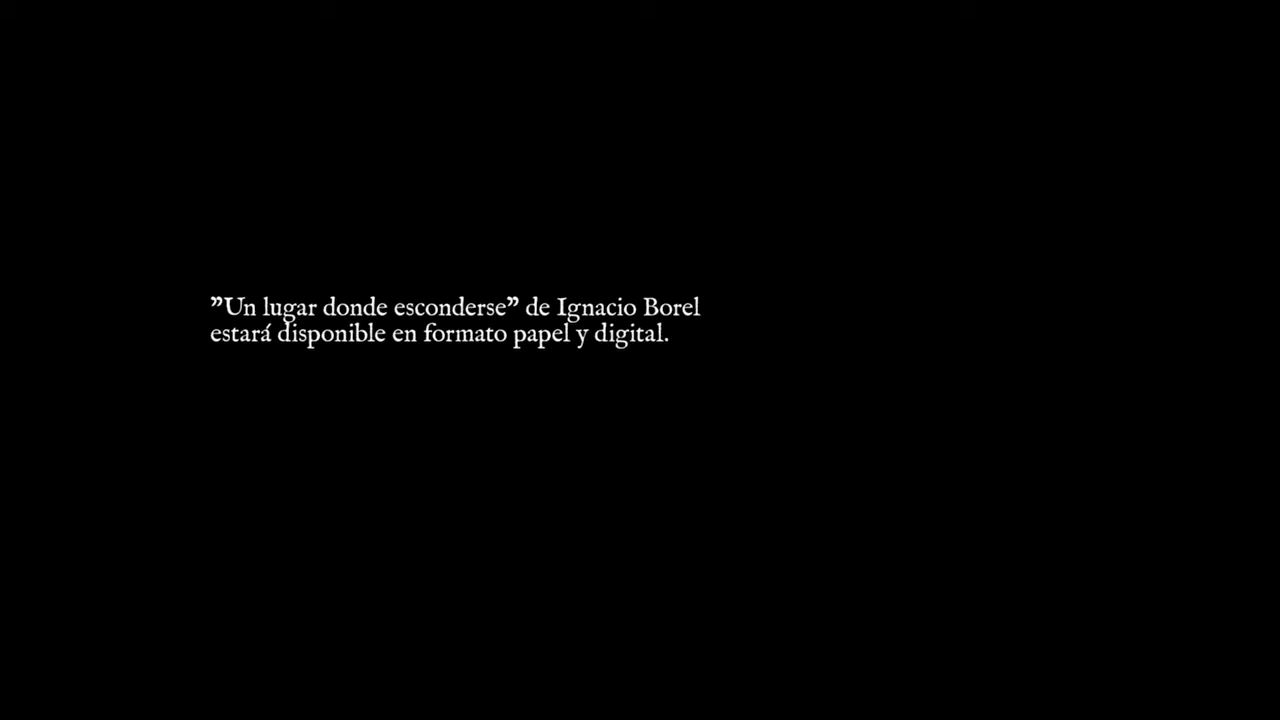 ”Un lugar donde esconderse” de Ignacio Borel
estará disponible en formato papel y digital.